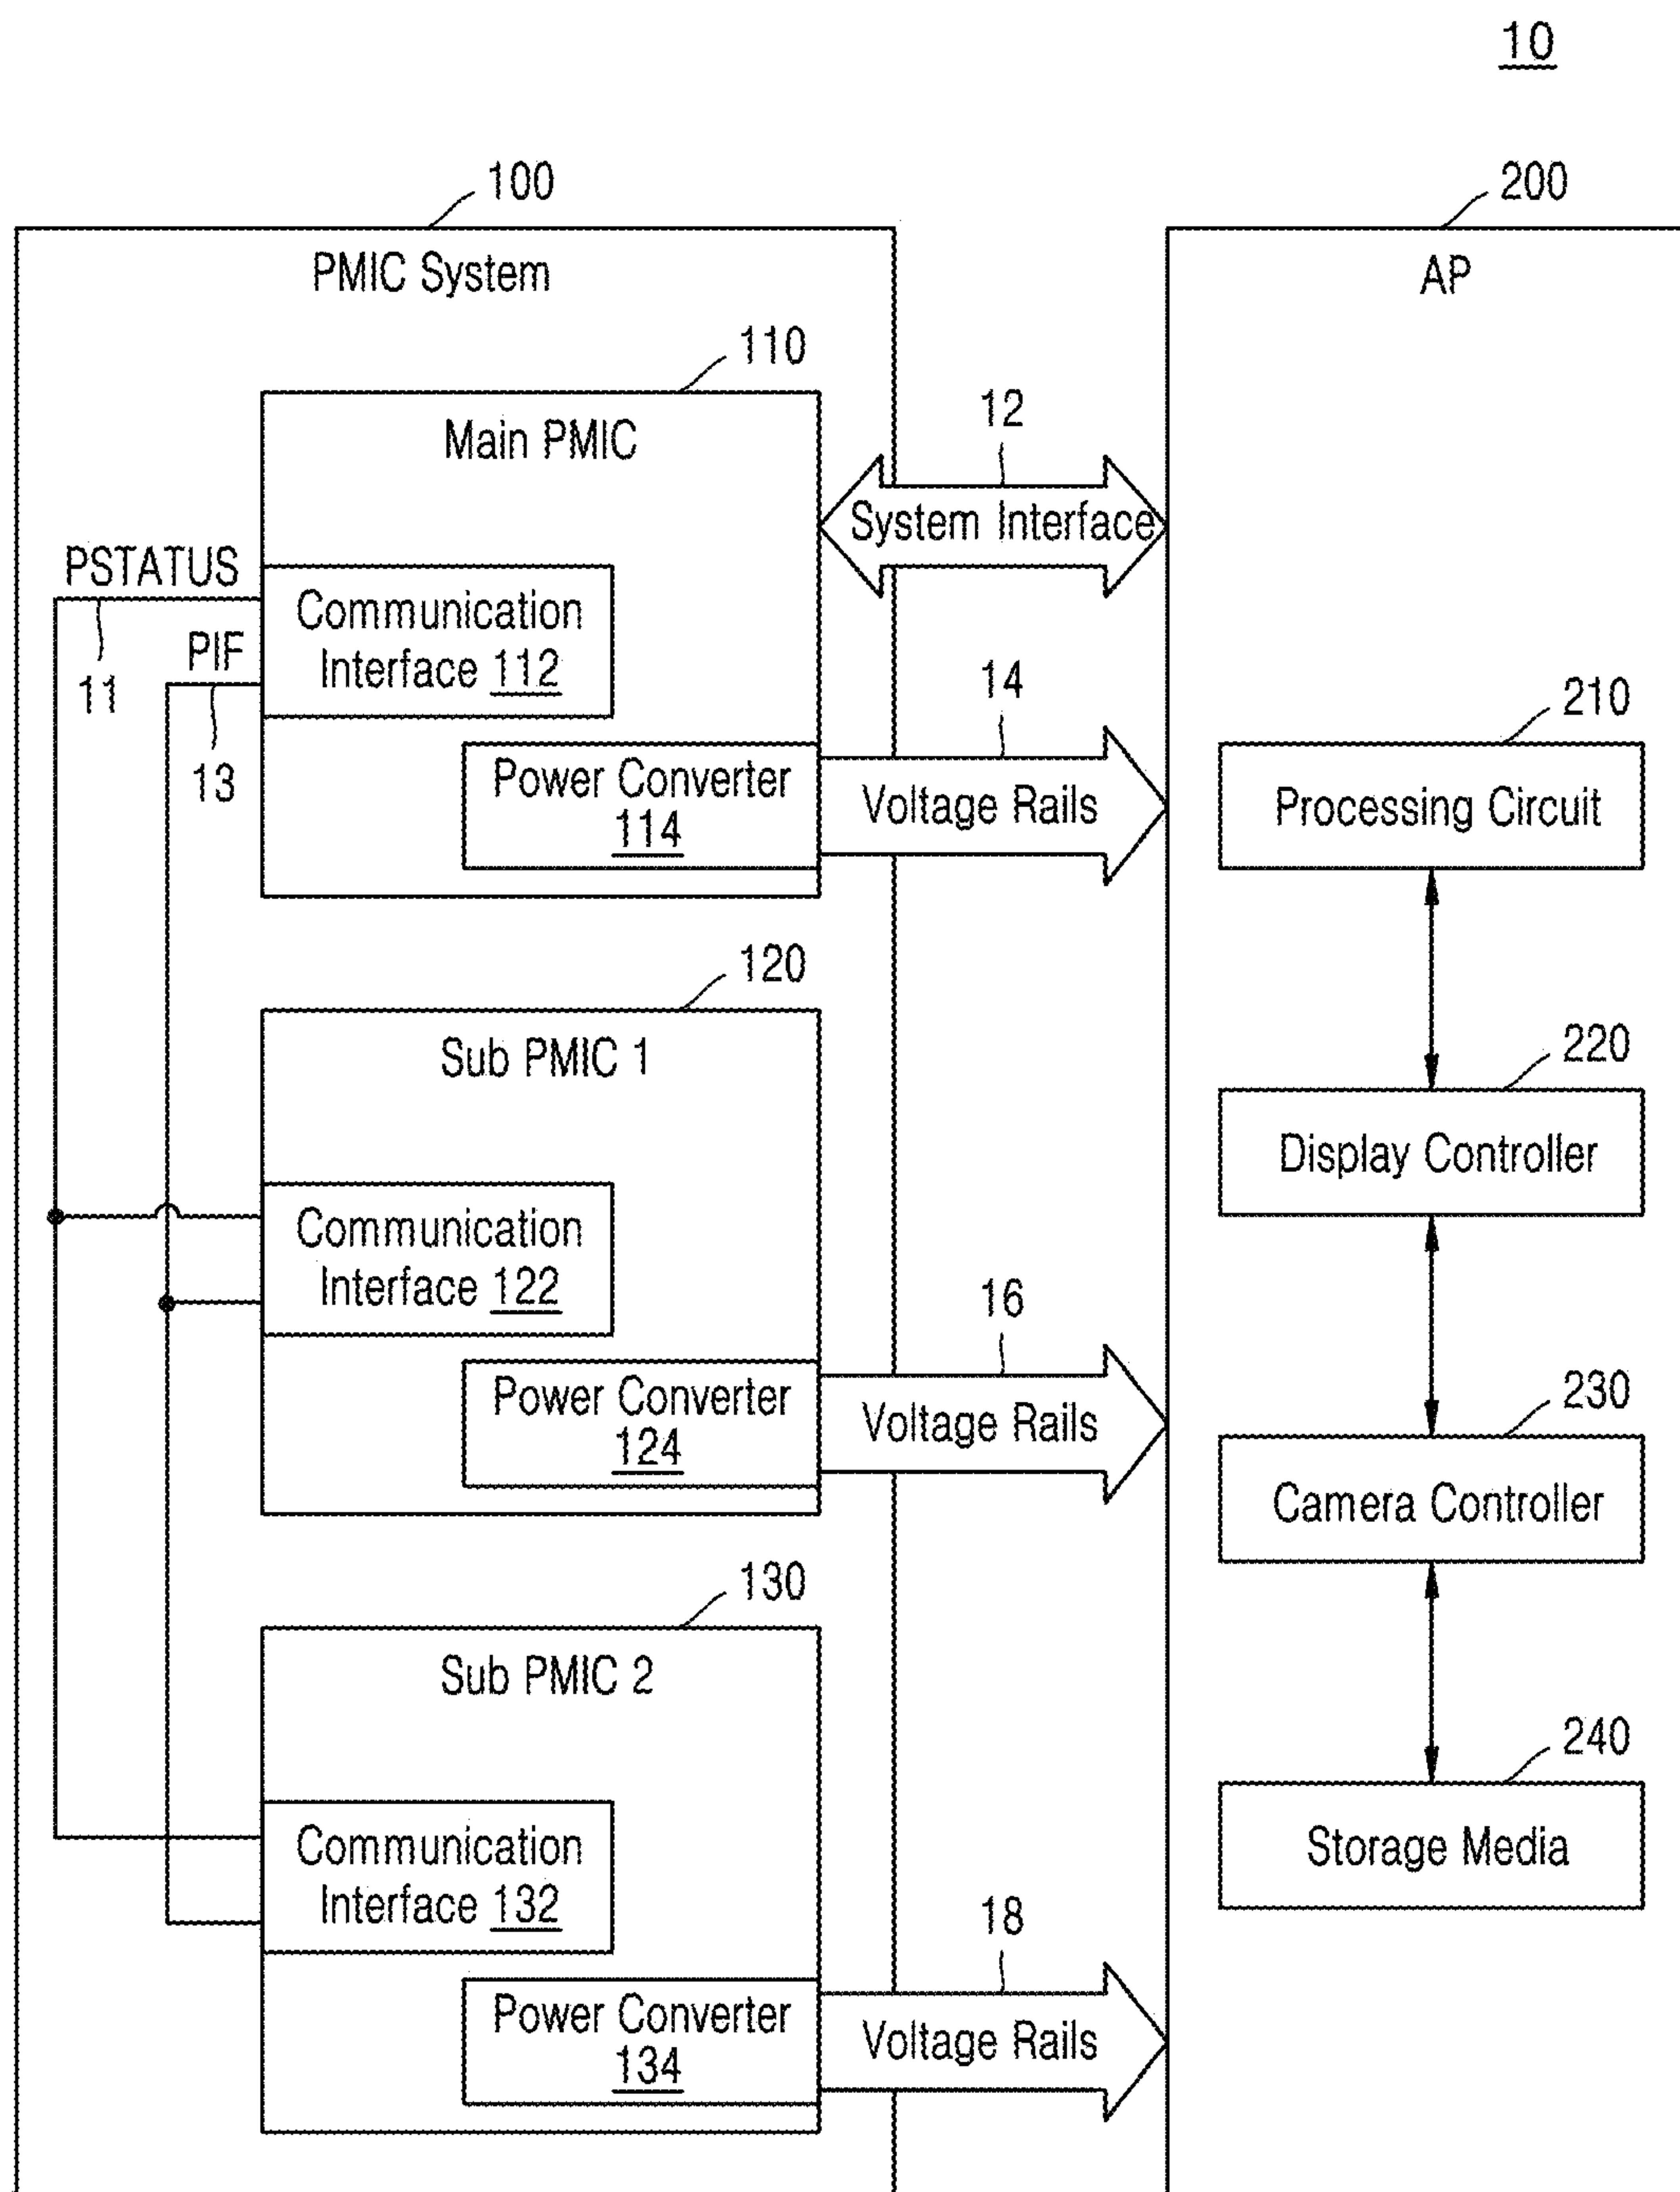 10
100
200
PMIC System
AP
110
Main PMIC
12
System Interface
PSTATUS
11
PIF
13
Communication
Interface 112
14
Power Converter
114
Voltage Rails
210
Processing Circuit
120
Sub PMIC 1
220
Display Controller
Communication
Interface 122
16
Power Converter
124
Voltage Rails
230
Camera Controller
130
Sub PMIC 2
240
Storage Media
Communication
Interface 132
18
Power Converter
134
Voltage Rails